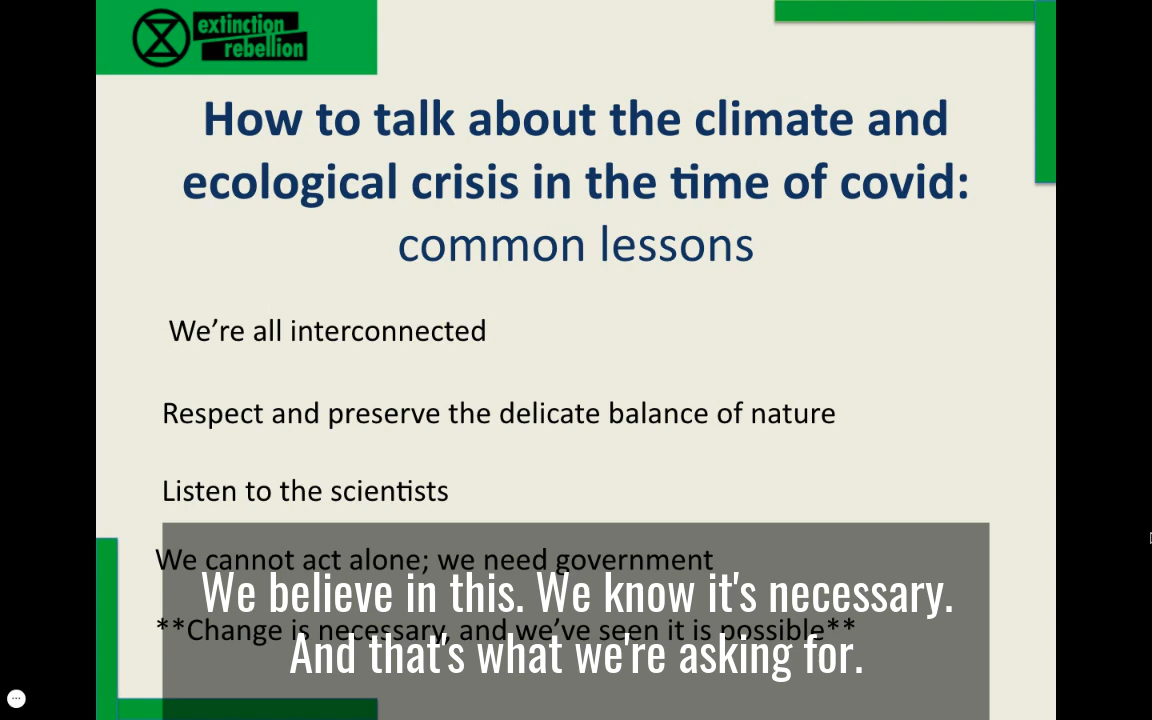 extinction
rebellion
How to talk about the climate and
ecological crisis in the time of covid:
common lessons
We’re all interconnected
Respect and preserve the delicate balance of nature
Listen to the scientists
We cannot act alone; we need government
We believe in this. We know it's necessary.
**Change is necessary, and we’ve seen it is possible**
And that's what we're asking for.